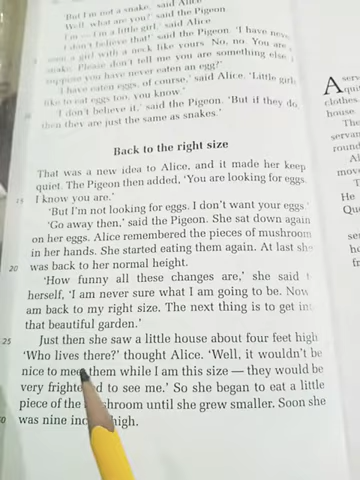 'But I'm not a snake,' said Alice
'Well, what are you?' said the Pigeon.
'I'm — I'm a little girl,' said Alice
'I don't believe that!' said the Pigeon. 'I have
seen a girl with a neck like yours. No, no. You are
snake. Please don't tell me you are something else
suppose you have never eaten an egg?'
'I have eaten eggs, of course,' said Alice. 'Little
like to eat eggs too, you know.'
'I don't believe it,' said the Pigeon. 'But if they do,
then they are just the same as snakes.'
Back to the right size
That was a new idea to Alice, and it made her keep
quiet. The Pigeon then added, 'You are looking for eggs.
15 I know you are.'
'But I'm not looking for eggs. I don't want your eggs.'
'Go away then,' said the Pigeon. She sat down again
on her eggs. Alice remembered the pieces of mushroom
in her hands. She started eating them again. At last
20 was back to her normal height.
'How funny all these changes are,' she said
herself, 'I am never sure what I am going to be. Now
am back to my right size. The next thing is to get
that beautiful garden.'
25 Just then she saw a little house about four feet high
'Who lives there?' thought Alice. 'Well, it wouldn't be
nice to meet them while I am this size — they would be
very to see me.' So she began to eat a little
piece of the until she grew smaller. Soon she
was nine high.
A
clothes
house
The
round
Al
move
T
He
Que